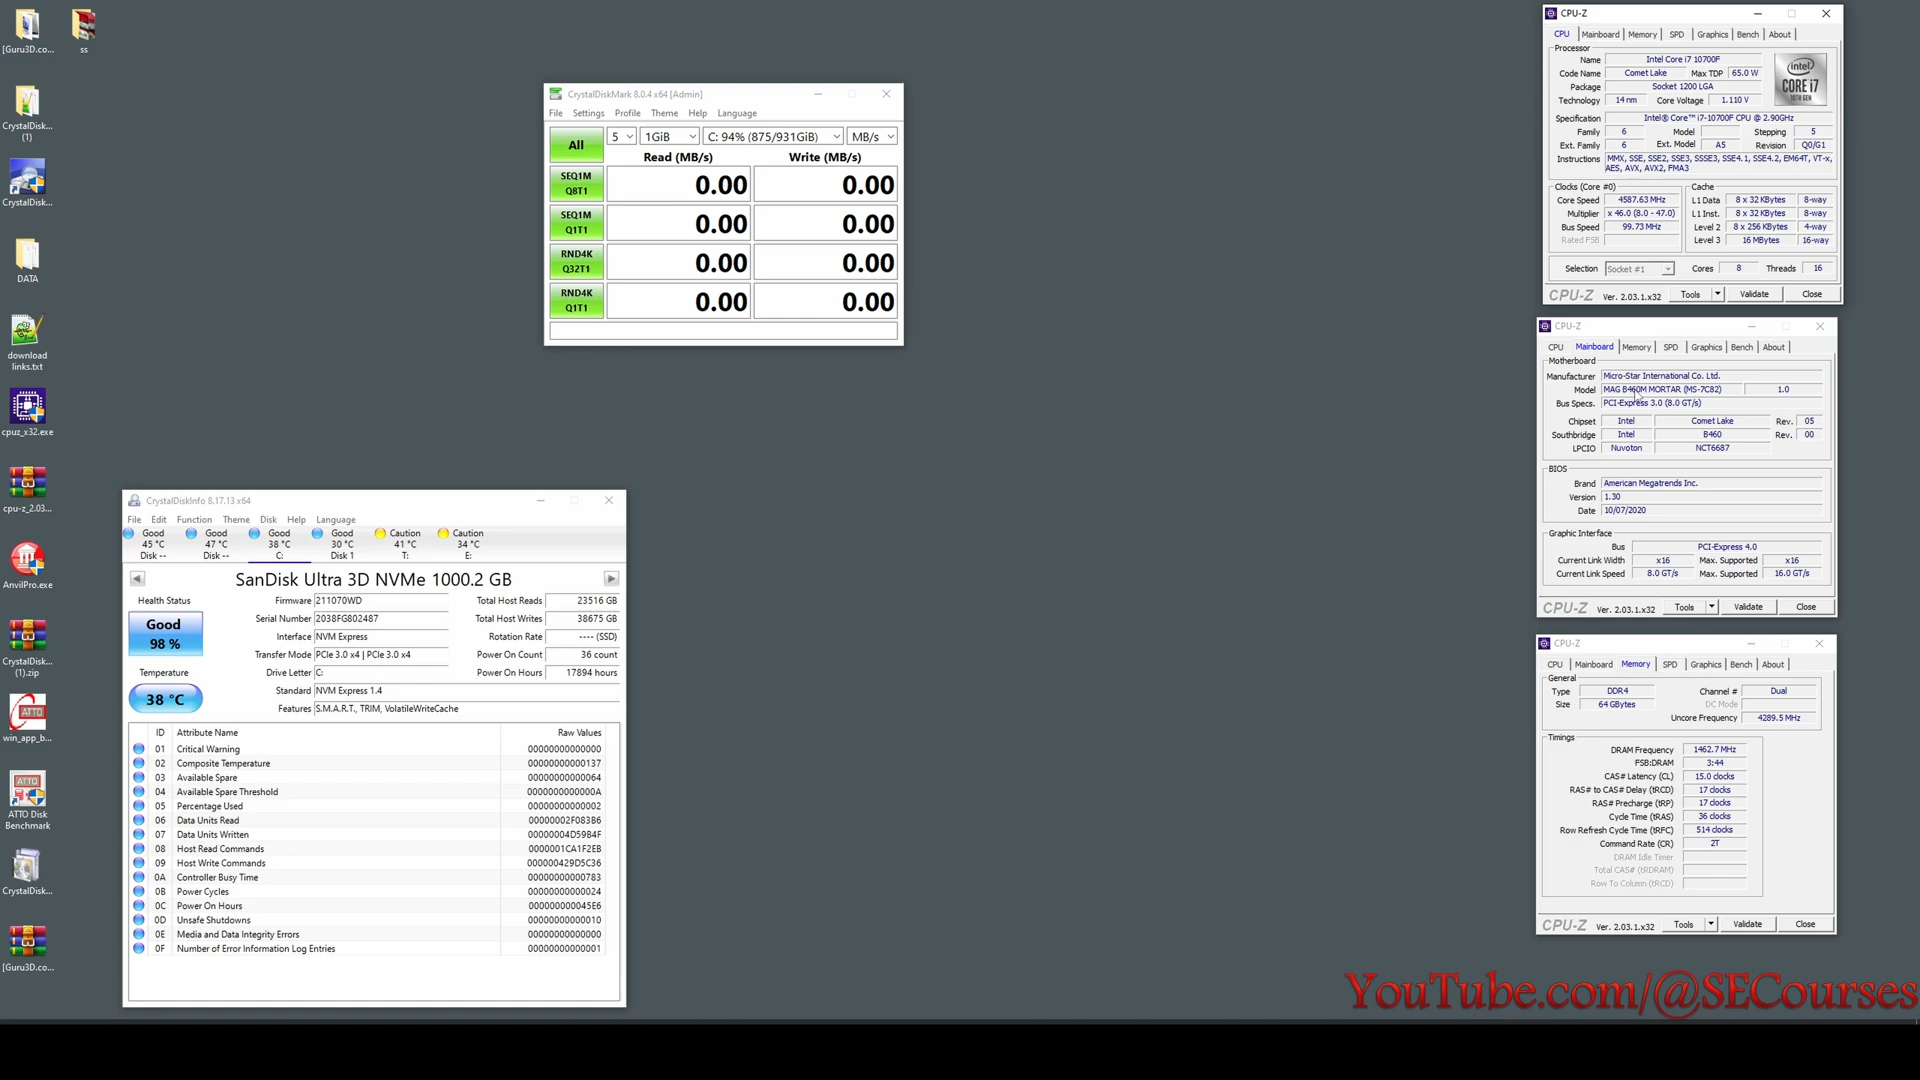 [Guru3D.co...
ss
CrystalDisk...
(1)
CrystalDisk...
DATA
download
links.txt
cpuz_x32.exe
cpu-z_2.03...
AnvilPro.exe
CrystalDisk...
(1).zip
win_app_b...
ATTO Disk
Benchmark
CrystalDisk...
[Guru3D.co...
CrystalDiskMark 8.0.4 x64 [Admin]
File Settings Profile Theme Help Language
All 5 1GiB C: 94% (875/931GiB) MB/s
Read (MB/s) Write (MB/s)
SEQ1M
Q8T1 0.00 0.00
SEQ1M
Q1T1 0.00 0.00
RND4K
Q32T1 0.00 0.00
RND4K
Q1T1 0.00 0.00
CrystalDiskInfo 8.17.13 x64
File Edit Function Theme Disk Help Language
Good Good Good Good Caution Caution
45 °C 47 °C 38 °C 30 °C 41 °C 34 °C
Disk -- Disk -- C: Disk 1 T: E:
SanDisk Ultra 3D NVMe 1000.2 GB
Health Status
Good
98 %
Temperature
38 °C
Firmware 211070WD Total Host Reads 23516 GB
Serial Number 2038FG802487 Total Host Writes 38675 GB
Interface NVM Express Rotation Rate ---- (SSD)
Transfer Mode PCIe 3.0 x4 | PCIe 3.0 x4 Power On Count 36 count
Drive Letter C: Power On Hours 17894 hours
Standard NVM Express 1.4
Features S.M.A.R.T., TRIM, VolatileWriteCache
ID Attribute Name Raw Values
01 Critical Warning 00000000000000
02 Composite Temperature 00000000000137
03 Available Spare 00000000000064
04 Available Spare Threshold 0000000000000A
05 Percentage Used 00000000000002
06 Data Units Read 00000002F083B6
07 Data Units Written 00000004D59B4F
08 Host Read Commands 0000001CA1F2EB
09 Host Write Commands 000000429D5C36
0A Controller Busy Time 00000000000783
0B Power Cycles 00000000000024
0C Power On Hours 000000000045E6
0D Unsafe Shutdowns 00000000000010
0E Media and Data Integrity Errors 00000000000000
0F Number of Error Information Log Entries 00000000000001
CPU-Z
CPU Mainboard Memory SPD Graphics Bench About
Processor
Name Intel Core i7 10700F
Code Name Comet Lake Max TDP 65.0 W
Package Socket 1200 LGA
Technology 14 nm Core Voltage 1.110 V
intel
CORE i7
10TH GEN
Specification Intel® Core™ i7-10700F CPU @ 2.90GHz
Family 6 Model Stepping 5
Ext. Family 6 Ext. Model A5 Revision Q0/G1
Instructions MMX, SSE, SSE2, SSE3, SSSE3, SSE4.1, SSE4.2, EM64T, VT-x,
AES, AVX, AVX2, FMA3
Clocks (Core #0) Cache
Core Speed 4587.63 MHz L1 Data 8 x 32 KBytes 8-way
Multiplier x 46.0 (8.0 - 47.0) L1 Inst. 8 x 32 KBytes 8-way
Bus Speed 99.73 MHz Level 2 8 x 256 KBytes 4-way
Rated FSB Level 3 16 MBytes 16-way
Selection Socket #1 Cores 8 Threads 16
CPU-Z Ver. 2.03.1.x32 Tools Validate Close
CPU-Z
CPU Mainboard Memory SPD Graphics Bench About
Motherboard
Manufacturer Micro-Star International Co. Ltd.
Model MAG B460M MORTAR (MS-7C82) 1.0
Bus Specs. PCI-Express 3.0 (8.0 GT/s)
Chipset Intel Comet Lake Rev. 05
Southbridge Intel B460 Rev. 00
LPCIO Nuvoton NCT6687
BIOS
Brand American Megatrends Inc.
Version 1.30
Date 10/07/2020
Graphic Interface
Bus PCI-Express 4.0
Current Link Width x16 Max. Supported x16
Current Link Speed 8.0 GT/s Max. Supported 16.0 GT/s
CPU-Z Ver. 2.03.1.x32 Tools Validate Close
CPU-Z
CPU Mainboard Memory SPD Graphics Bench About
General
Type DDR4 Channel # Dual
Size 64 GBytes DC Mode
Uncore Frequency 4289.5 MHz
Timings
DRAM Frequency 1462.7 MHz
FSB:DRAM 3:44
CAS# Latency (CL) 15.0 clocks
RAS# to CAS# Delay (tRCD) 17 clocks
RAS# Precharge (tRP) 17 clocks
Cycle Time (tRAS) 36 clocks
Row Refresh Cycle Time (tRFC) 514 clocks
Command Rate (CR) 2T
DRAM Idle Timer
Total CAS# (tRDRAM)
Row To Column (tRCD)
CPU-Z Ver. 2.03.1.x32 Tools Validate Close
YouTube.com/@SECourses